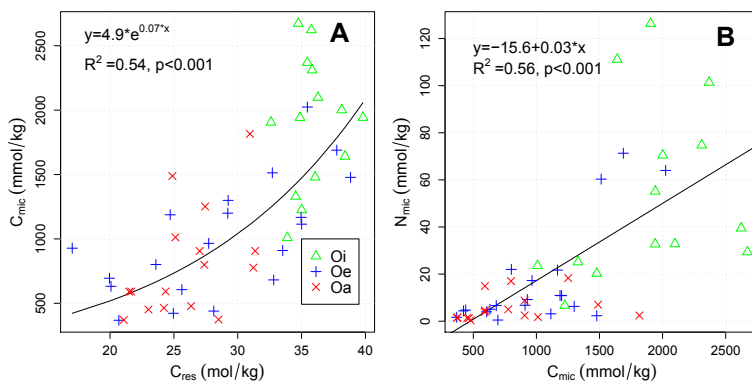 A
y=4.9*e^0.07*x
R² =0.54, p<0.001
2500
2000
1500
1000
500
C_mic (mmol/kg)
20 25 30 35 40
C_res (mol/kg)
Oi
Oe
Oa
B
y=−15.6+0.03*x
R² =0.56, p<0.001
120
100
80
60
40
20
0
N_mic (mmol/kg)
500 1000 1500 2000 2500
C_mic (mmol/kg)